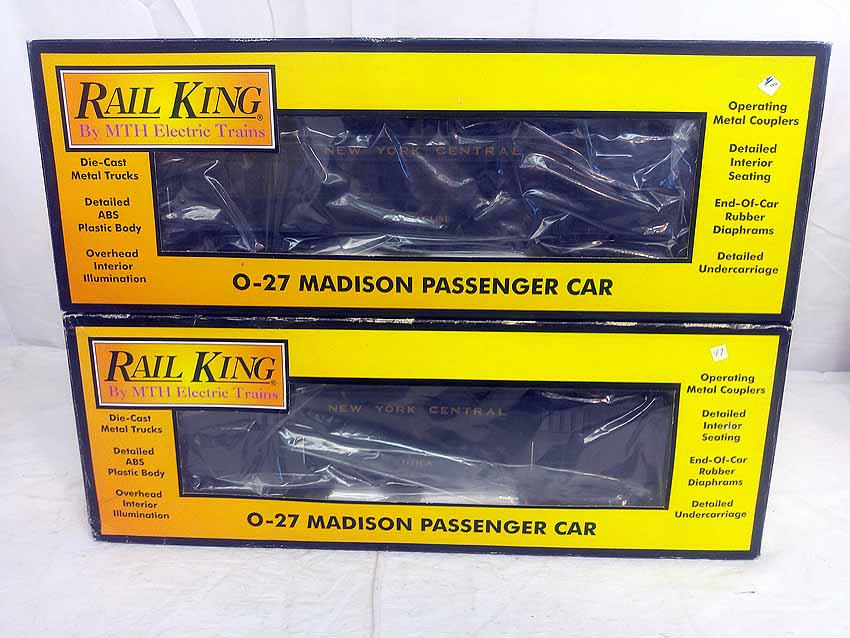 RAIL KING®
By MTH Electric Trains
Die-Cast
Metal Trucks
Detailed
ABS
Plastic Body
Overhead
Interior
Illumination
NEW YORK CENTRAL
Operating
Metal Couplers
Detailed
Interior
Seating
End-Of-Car
Rubber
Diaphrams
Detailed
Undercarriage
O-27 MADISON PASSENGER CAR
RAIL KING®
By MTH Electric Trains
Die-Cast
Metal Trucks
Detailed
ABS
Plastic Body
Overhead
Interior
Illumination
NEW YORK CENTRAL
47
Operating
Metal Couplers
Detailed
Interior
Seating
End-Of-Car
Rubber
Diaphrams
Detailed
Undercarriage
O-27 MADISON PASSENGER CAR